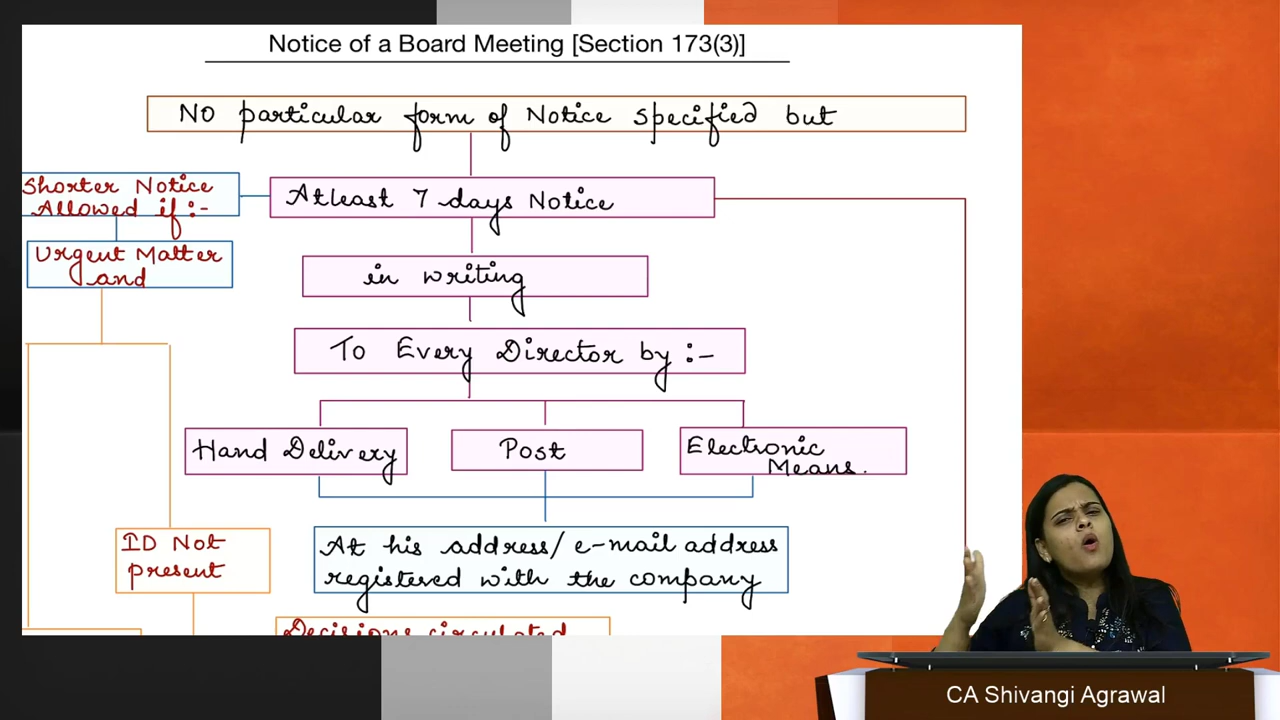 Notice of a Board Meeting [Section 173(3)]
No particular form of Notice specified but
Shorter Notice
Allowed if:-
Atleast 7 days Notice
Urgent Matter
and
in writing
To Every Director by :-
Hand Delivery
Post
Electronic
Means.
ID Not
present
At his address/ e-mail address
registered with the company
Decisions circulated
CA Shivangi Agrawal